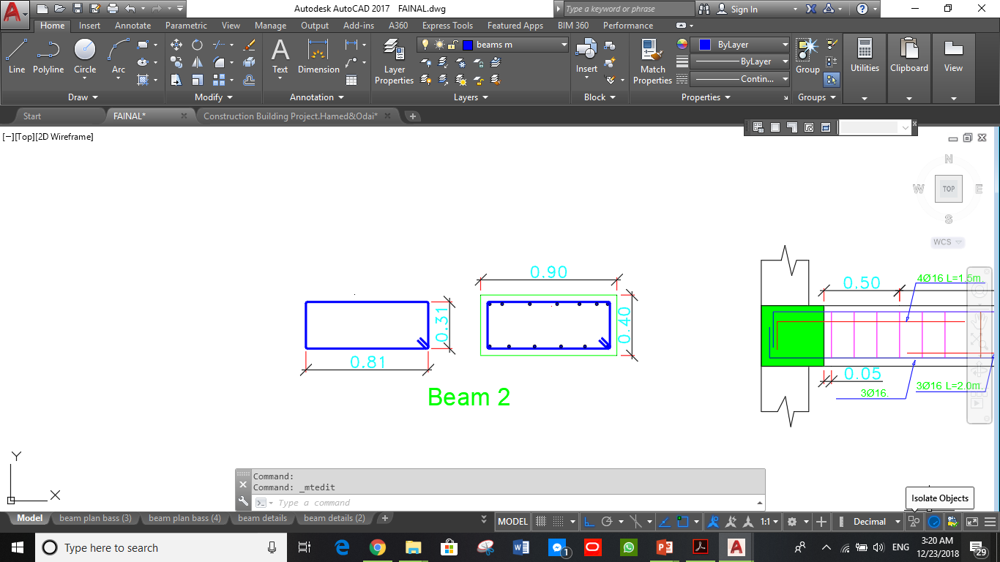 Autodesk AutoCAD 2017 FAINAL.dwg
Type a keyword or phrase
Sign In
Home Insert Annotate Parametric View Manage Output Add-ins A360 Express Tools Featured Apps BIM 360 Performance
beams m
ByLayer
ByLayer
Contin...
Line Polyline Circle Arc
Text Dimension
Layer
Properties
Insert
Match
Properties
Group
Utilities
Clipboard
View
Draw Modify Annotation Layers Block Properties Groups
Start FAINAL* Construction Building Project.Hamed&Odai*
[−][Top][2D Wireframe]
N
W TOP E
S
WCS
0.90
0.50
4Ø16 L=1.5m.
0.31
0.40
0.81
0.05
3Ø16.
3Ø16 L=2.0m.
Beam 2
Y
X
Command:
Command: _mtedit
Type a command
Isolate Objects
Model beam plan bass (3) beam plan bass (4) beam details beam details (2)
MODEL 1:1 Decimal
Type here to search
W
1
A
ENG
3:20 AM
12/23/2018
29